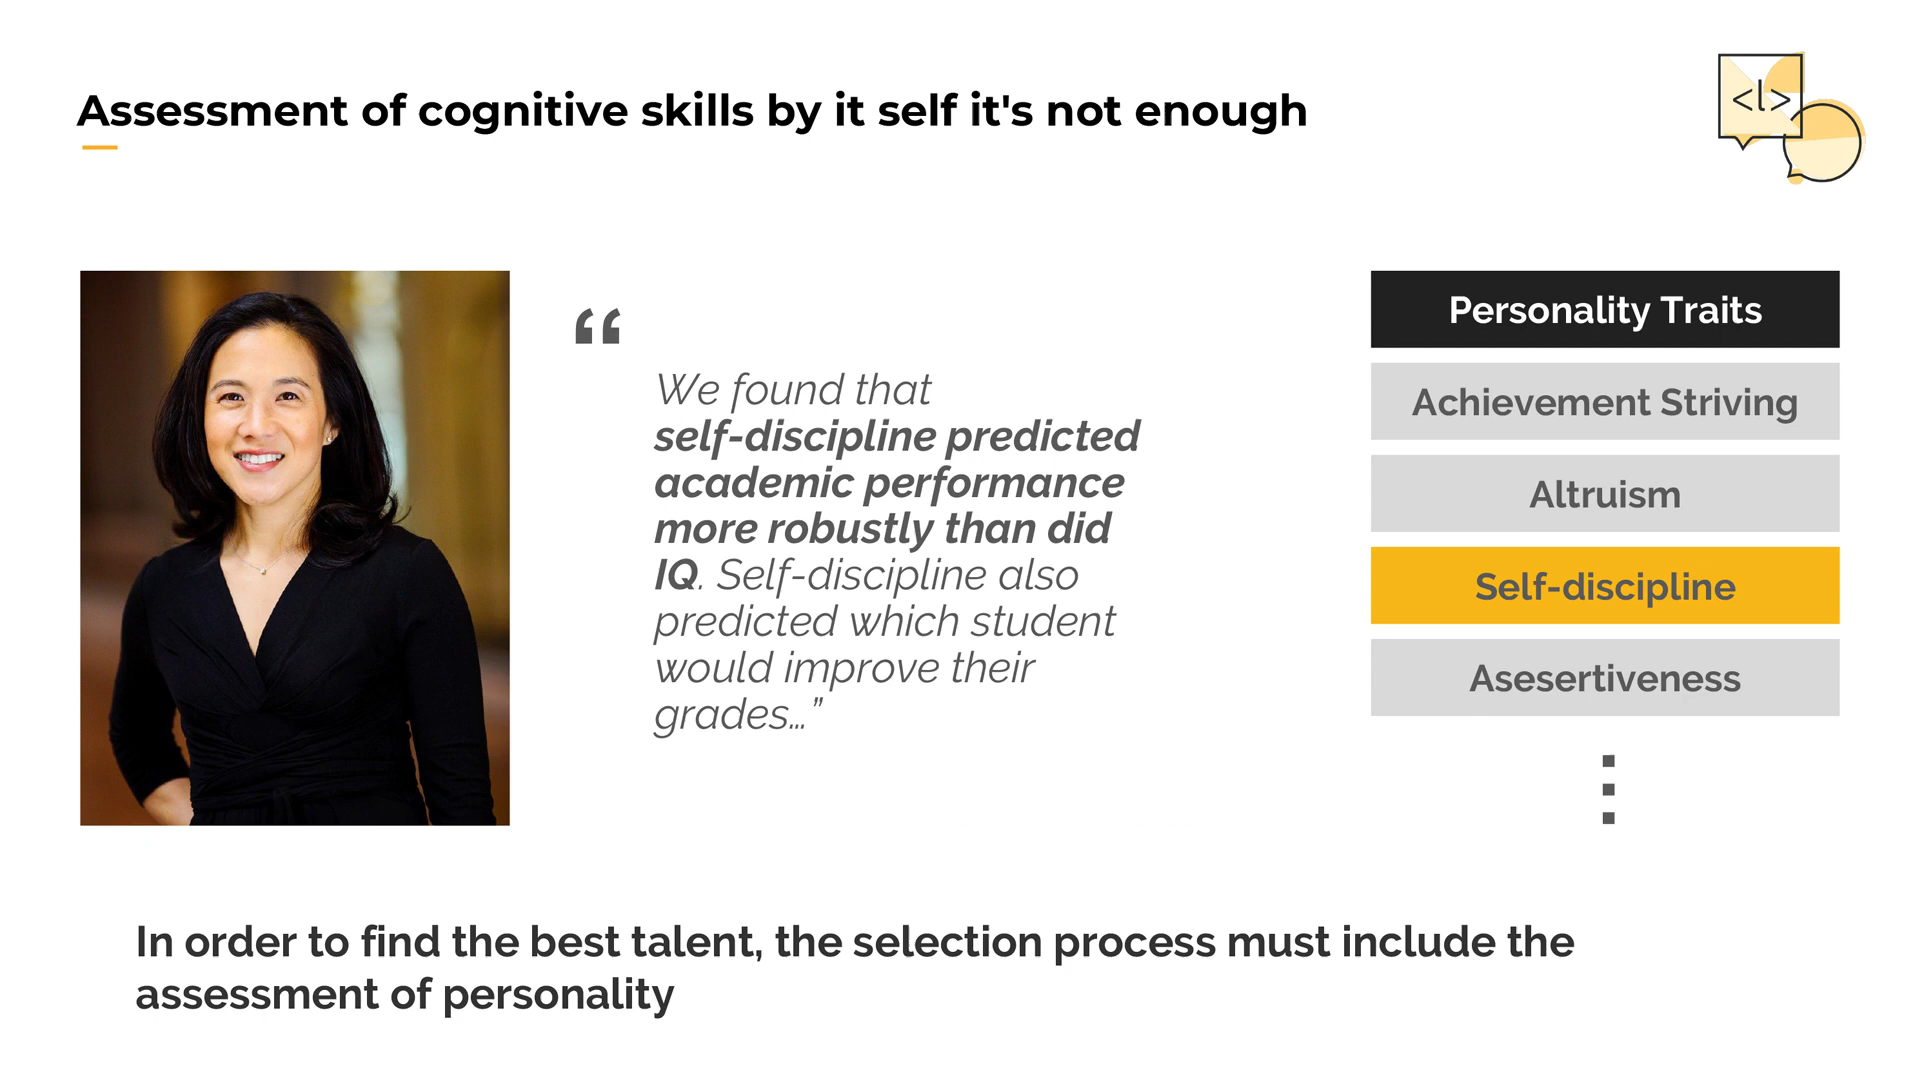 Assessment of cognitive skills by it self it's not enough
<l>
“
We found that
self-discipline predicted
academic performance
more robustly than did
IQ. Self-discipline also
predicted which student
would improve their
grades…”
Personality Traits
Achievement Striving
Altruism
Self-discipline
Asesertiveness
In order to find the best talent, the selection process must include the
assessment of personality